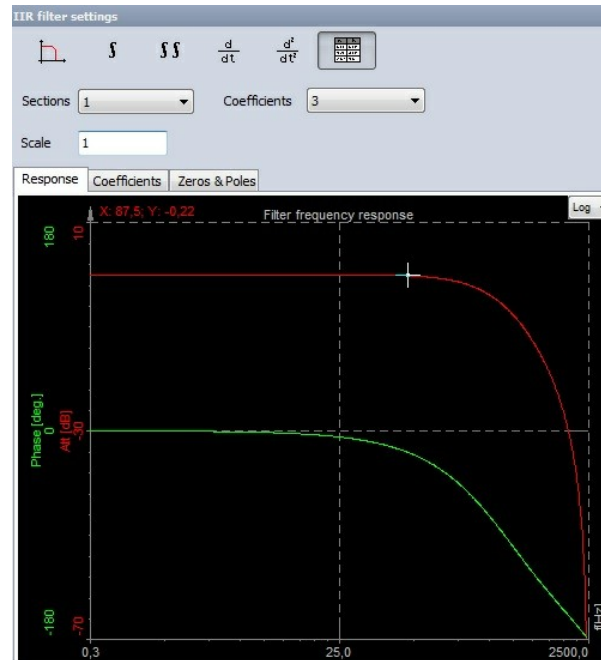 IIR filter settings
∫ ∫∫ d/dt d²/dt²
Sections 1 Coefficients 3
Scale 1
Response Coefficients Zeros & Poles
X: 87,5; Y: -0,22 Filter frequency response Log
180 10
Phase [deg.] 0 Att [dB] -30
-180 -70
f[Hz]
0,3 25,0 2500,0